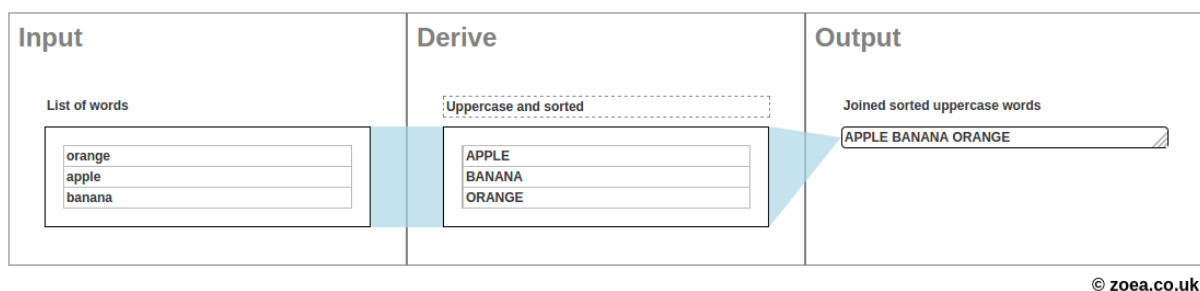 Input
List of words
orange
apple
banana
Derive
Uppercase and sorted
APPLE
BANANA
ORANGE
Output
Joined sorted uppercase words
APPLE BANANA ORANGE
© zoea.co.uk